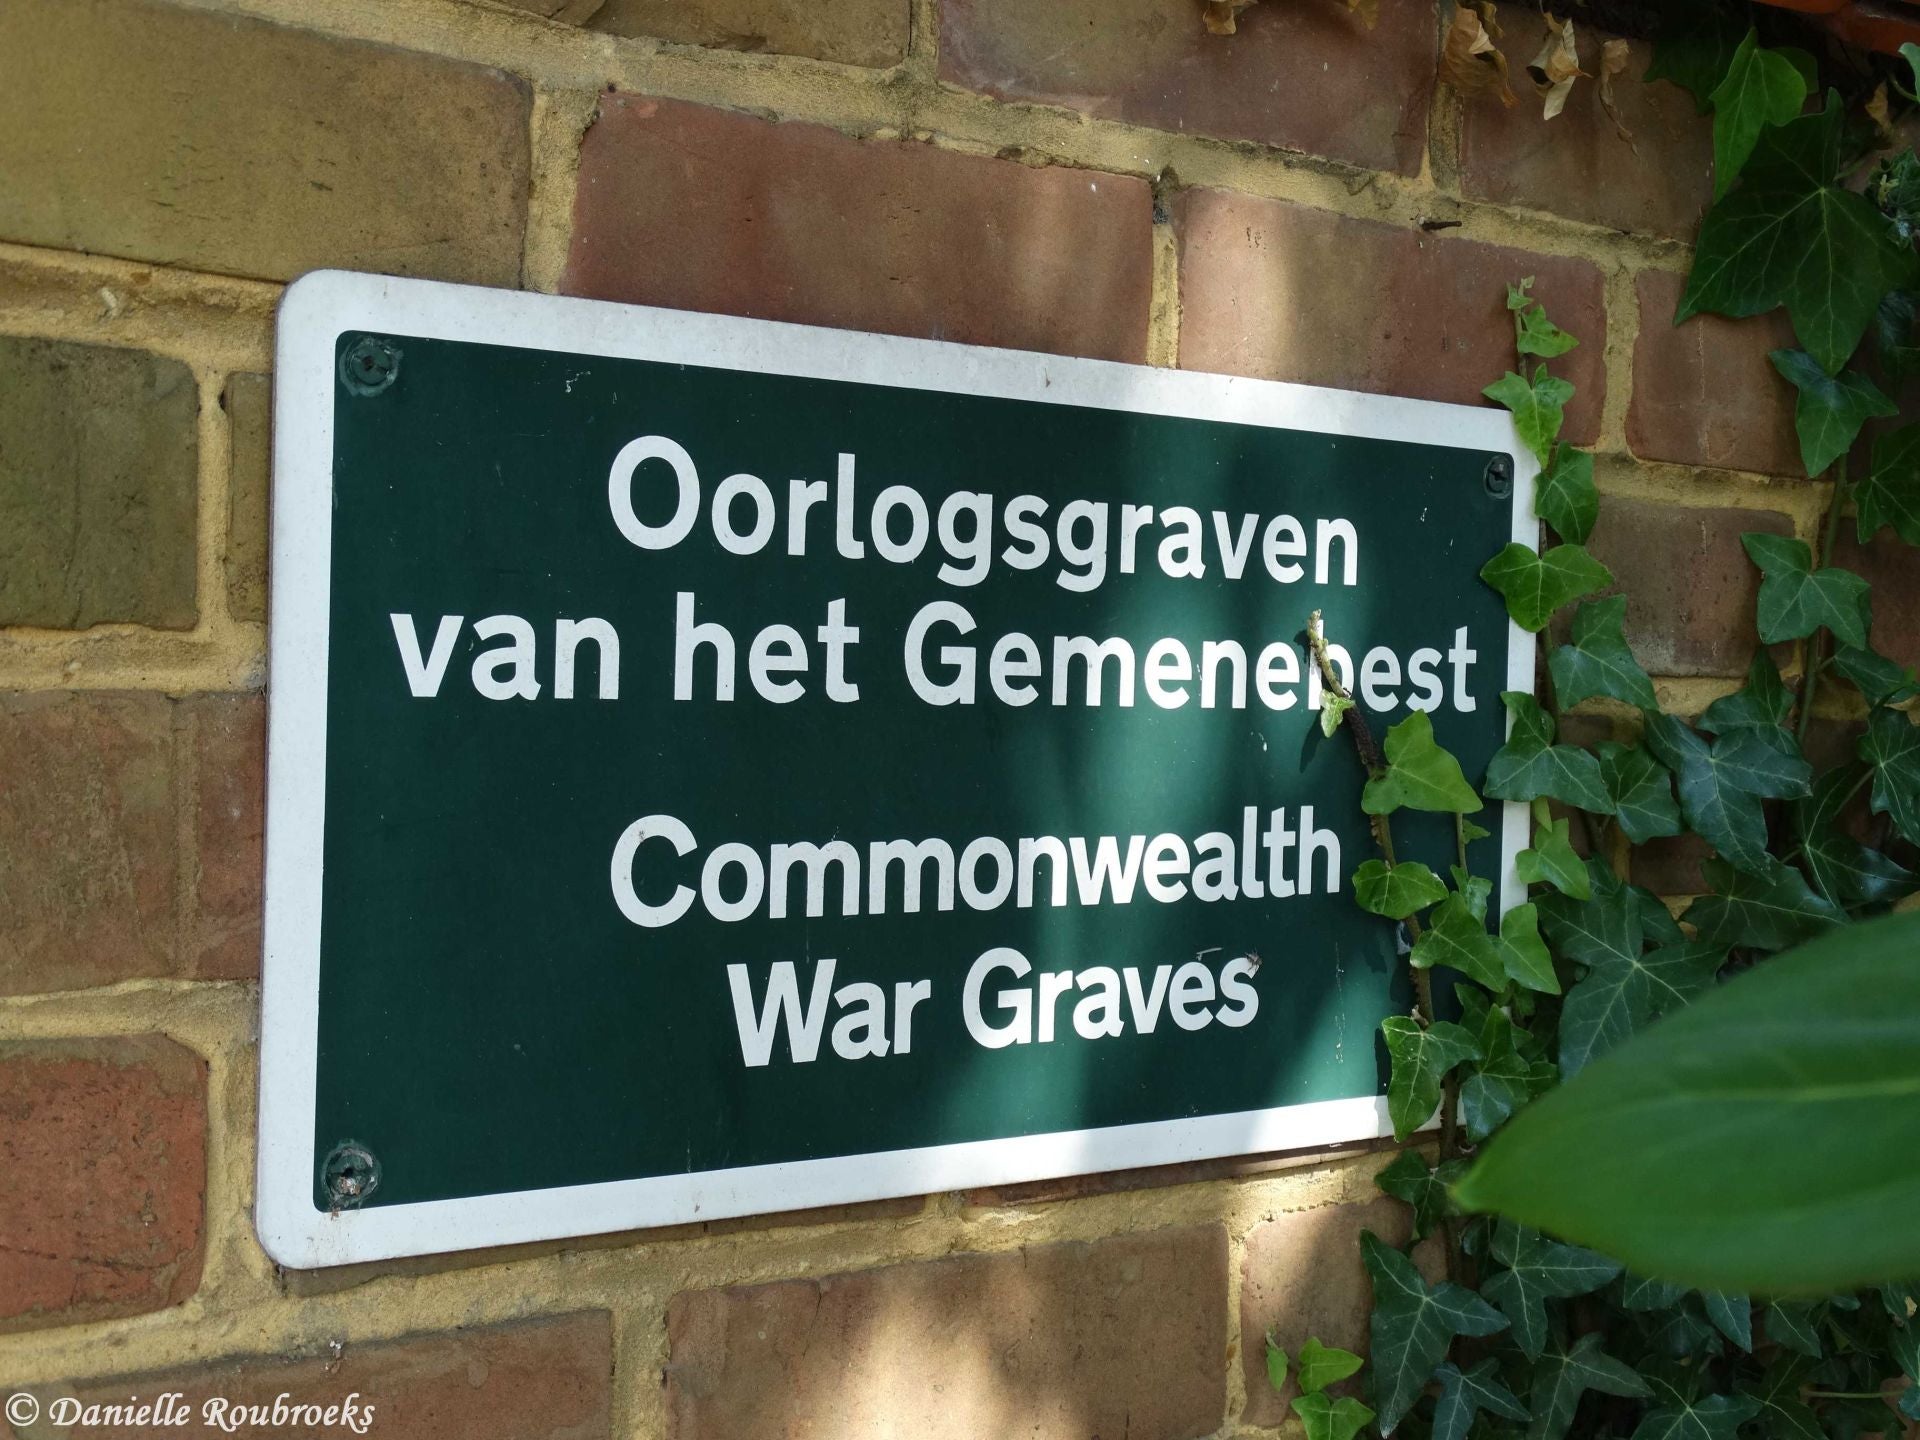 Oorlogsgraven
van het Gemenebest
Commonwealth
War Graves
© Danielle Roubroeks